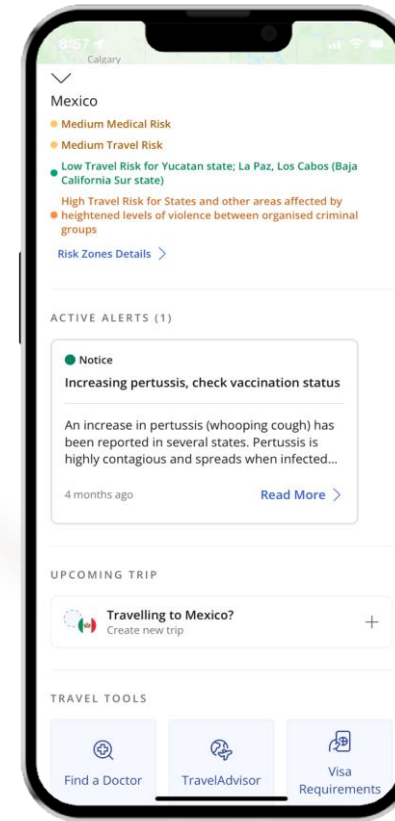 8:57
Calgary
Mexico
Medium Medical Risk
Medium Travel Risk
Low Travel Risk for Yucatan state; La Paz, Los Cabos (Baja
California Sur state)
High Travel Risk for States and other areas affected by
heightened levels of violence between organised criminal
groups
Risk Zones Details
ACTIVE ALERTS (1)
Notice
Increasing pertussis, check vaccination status
An increase in pertussis (whooping cough) has
been reported in several states. Pertussis is
highly contagious and spreads when infected...
4 months ago
Read More
UPCOMING TRIP
Travelling to Mexico?
Create new trip
TRAVEL TOOLS
Find a Doctor
TravelAdvisor
Visa
Requirements